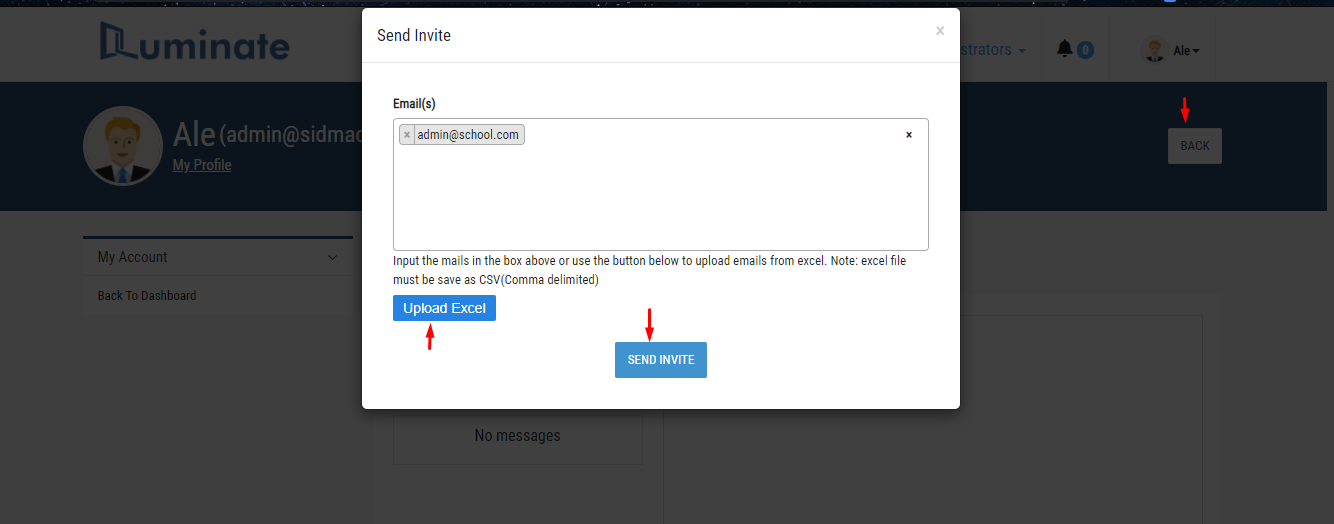 Send Invite
×
Luminate
strators
0
Ale
Ale (admin@sidmac
My Profile
BACK
Email(s)
× admin@school.com
×
Input the mails in the box above or use the button below to upload emails from excel. Note: excel file
must be save as CSV(Comma delimited)
Upload Excel
SEND INVITE
My Account
Back To Dashboard
No messages